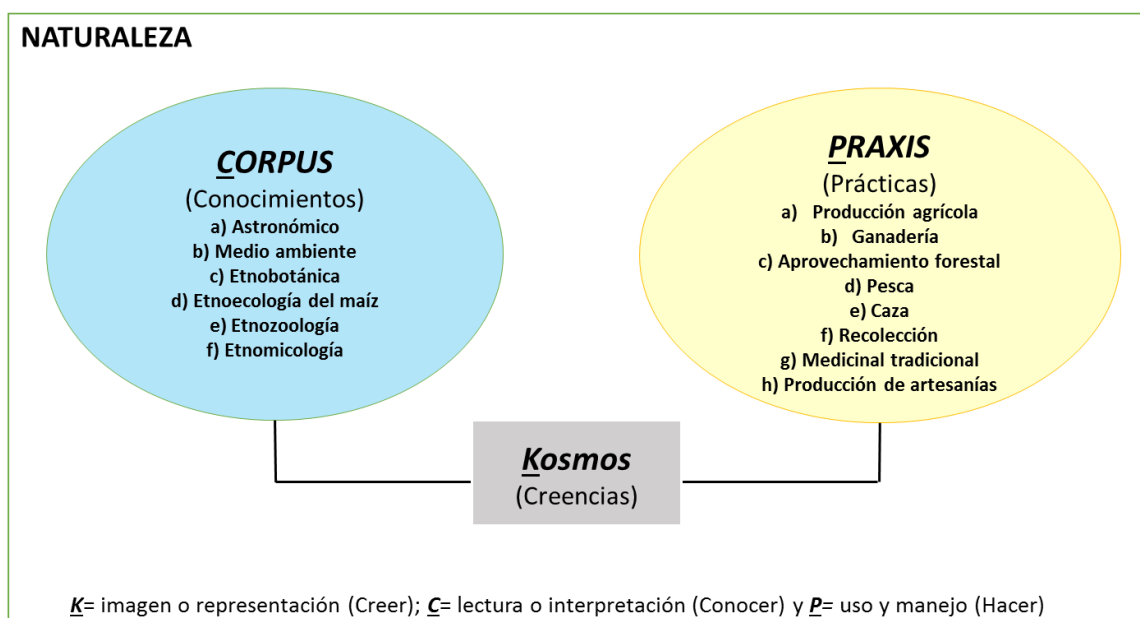 NATURALEZA
CORPUS
(Conocimientos)
a) Astronómico
b) Medio ambiente
c) Etnobotánica
d) Etnoecología del maíz
e) Etnozoología
f) Etnomicología
PRAXIS
(Prácticas)
a) Producción agrícola
b) Ganadería
c) Aprovechamiento forestal
d) Pesca
e) Caza
f) Recolección
g) Medicinal tradicional
h) Producción de artesanías
Kosmos
(Creencias)
K= imagen o representación (Creer); C= lectura o interpretación (Conocer) y P= uso y manejo (Hacer)